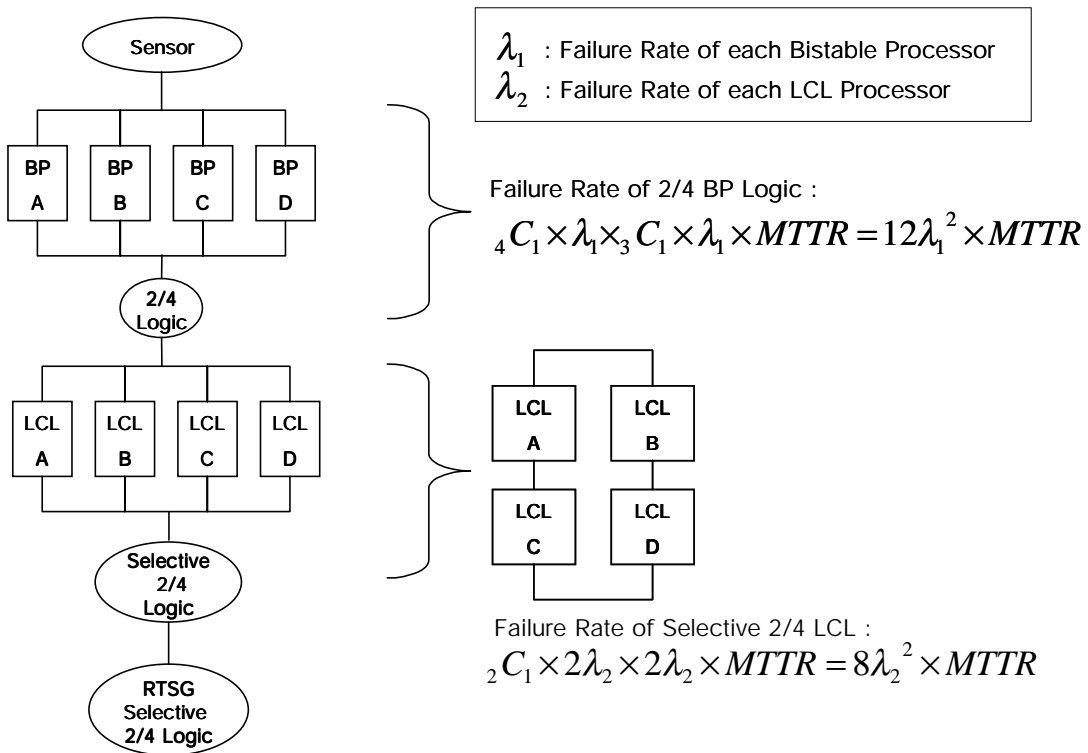 Sensor
λ₁ : Failure Rate of each Bistable Processor
λ₂ : Failure Rate of each LCL Processor
BP A
BP B
BP C
BP D
Failure Rate of 2/4 BP Logic :
₄C₁ × λ₁ ×₃ C₁ × λ₁ × MTTR = 12λ₁² × MTTR
2/4
Logic
LCL A
LCL B
LCL C
LCL D
LCL A
LCL B
LCL C
LCL D
Selective
2/4
Logic
Failure Rate of Selective 2/4 LCL :
₂C₁ × 2λ₂ × 2λ₂ × MTTR = 8λ₂² × MTTR
RTSG
Selective
2/4 Logic